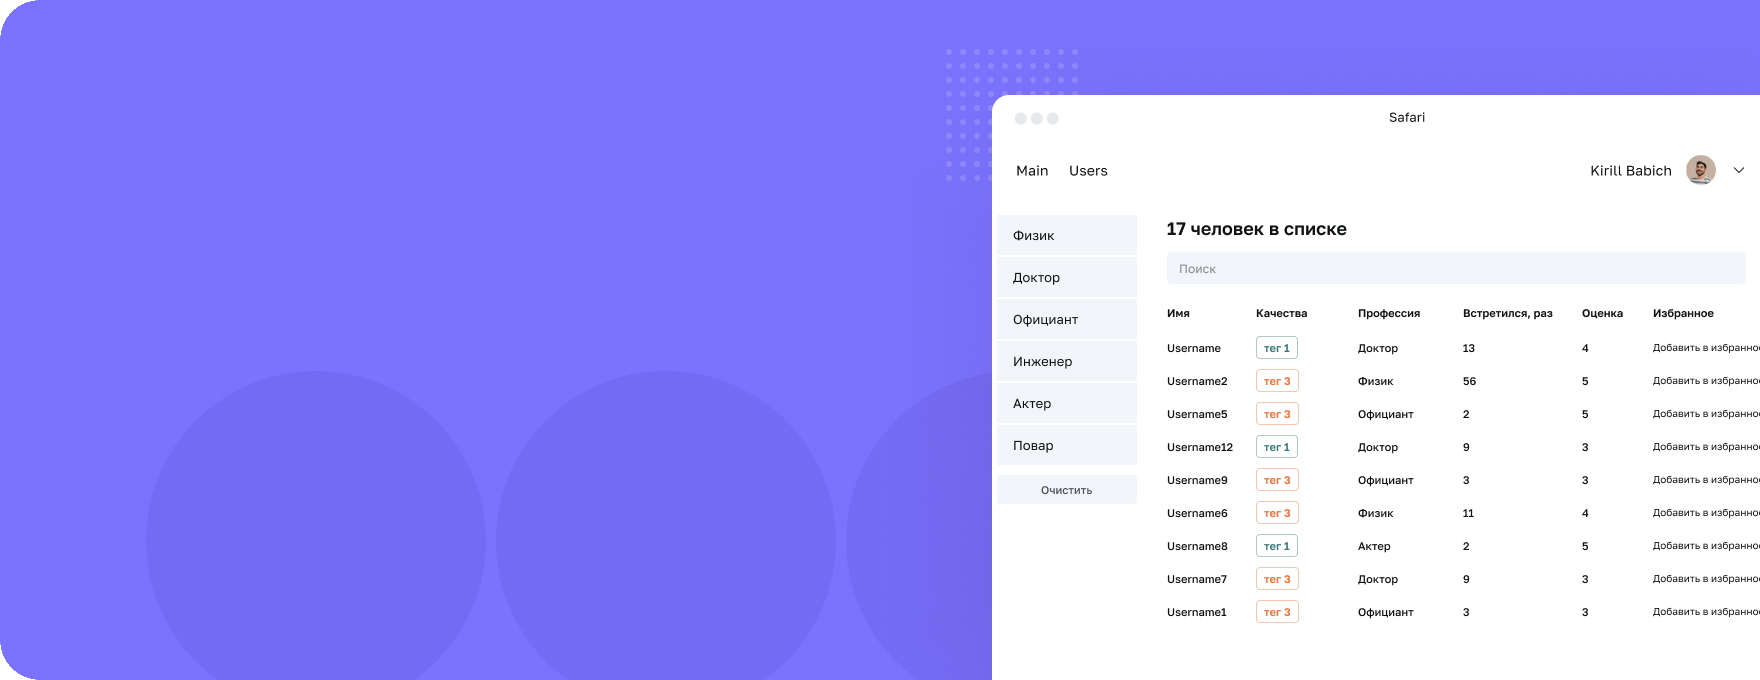 Safari
Main Users Kirill Babich
Физик
Доктор
Официант
Инженер
Актер
Повар
Очистить
17 человек в списке
Поиск
Имя Качества Профессия Встретился, раз Оценка Избранное
Username тег 1 Доктор 13 4 Добавить в избранно
Username2 тег 3 Физик 56 5 Добавить в избранно
Username5 тег 3 Официант 2 5 Добавить в избранно
Username12 тег 1 Доктор 9 3 Добавить в избранно
Username9 тег 3 Официант 3 3 Добавить в избранно
Username6 тег 3 Физик 11 4 Добавить в избранно
Username8 тег 1 Актер 2 5 Добавить в избранно
Username7 тег 3 Доктор 9 3 Добавить в избранно
Username1 тег 3 Официант 3 3 Добавить в избранно